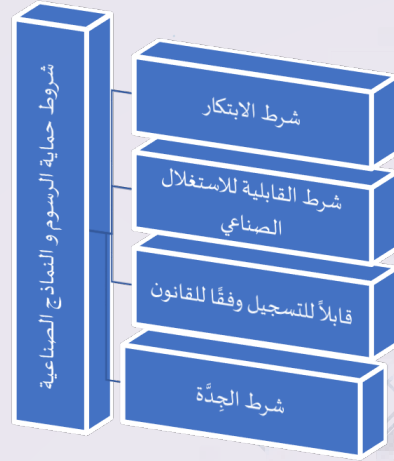 شروط حماية الرسوم و النماذج الصناعية
شرط الابتكار
شرط القابلية للاستغلال
الصناعي
قابلاً للتسجيل وفقًا للقانون
شرط الجِدَّة